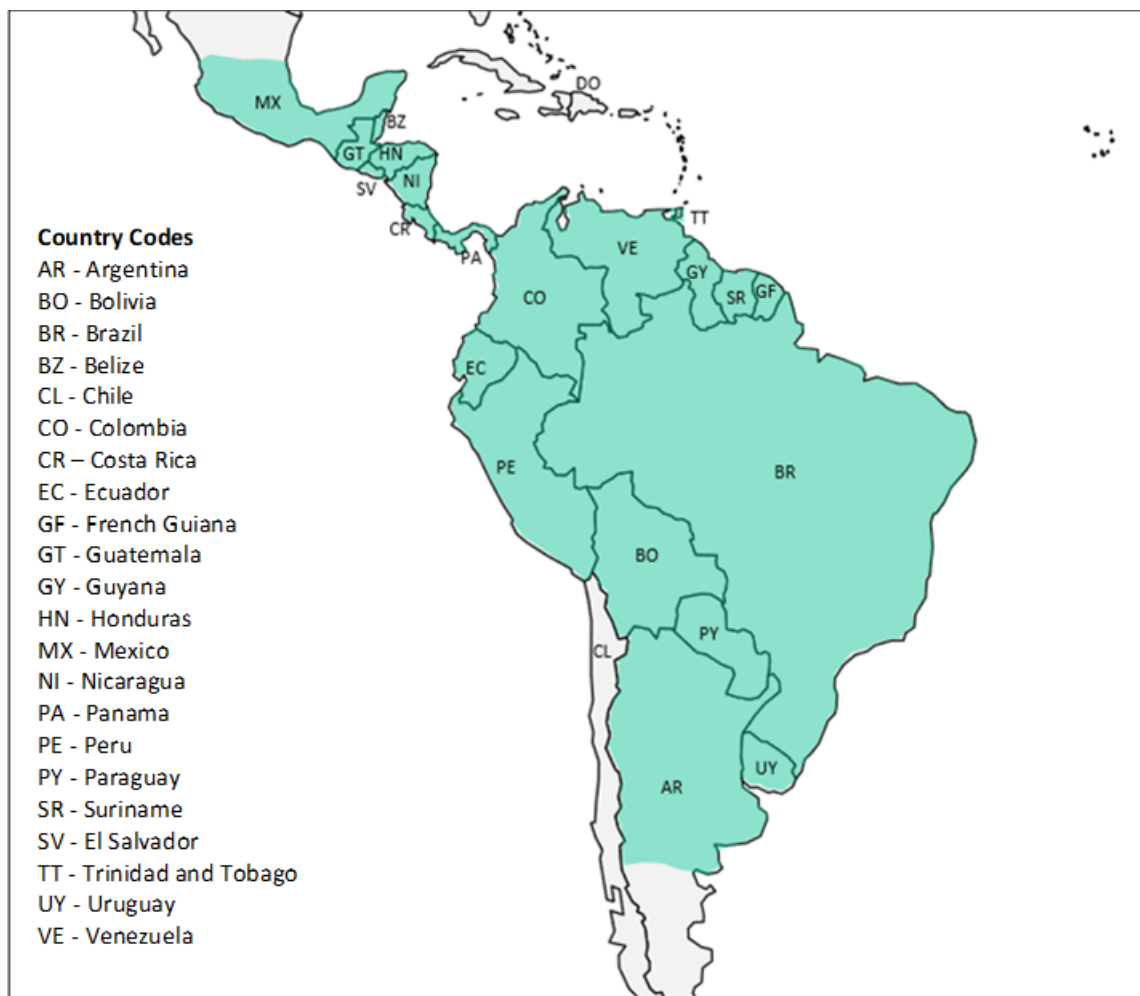 DO
MX
BZ
GT
HN
SV
NI
CR
PA
TT
VE
GY
SR
GF
CO
EC
PE
BR
BO
PY
CL
UY
AR
Country Codes
AR - Argentina
BO - Bolivia
BR - Brazil
BZ - Belize
CL - Chile
CO - Colombia
CR – Costa Rica
EC - Ecuador
GF - French Guiana
GT - Guatemala
GY - Guyana
HN - Honduras
MX - Mexico
NI - Nicaragua
PA - Panama
PE - Peru
PY - Paraguay
SR - Suriname
SV - El Salvador
TT - Trinidad and Tobago
UY - Uruguay
VE - Venezuela